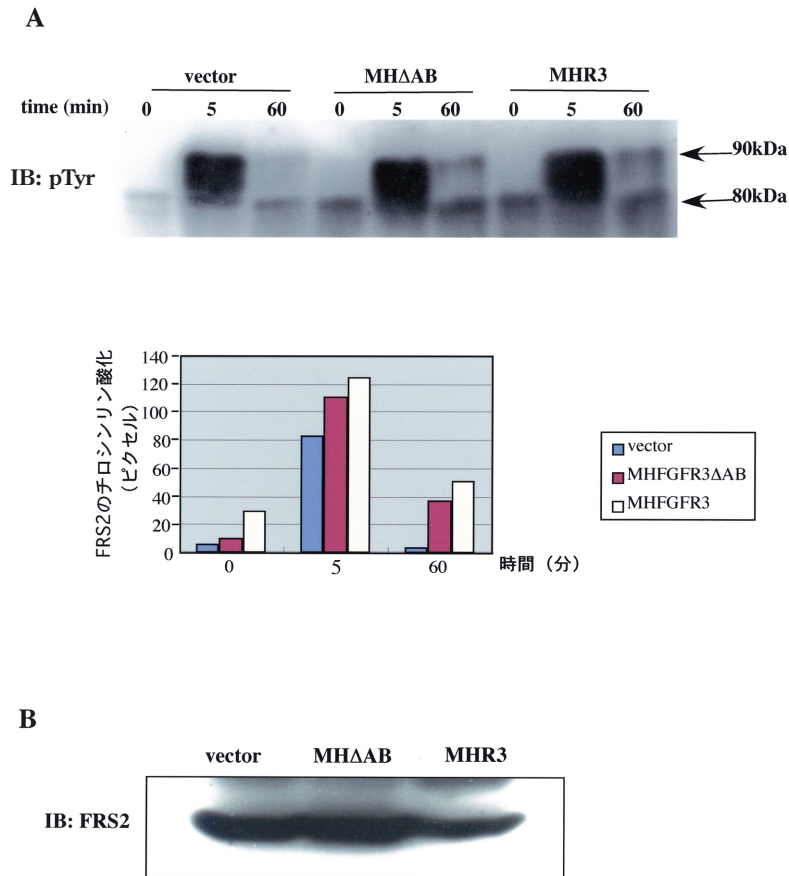 A
vector MHΔAB MHR3
time (min) 0 5 60 0 5 60 0 5 60
IB: pTyr
90kDa
80kDa
FRS2のチロシンリン酸化
(ピクセル)
140
120
100
80
60
40
20
0
0 5 60
時間（分）
vector
MHFGFR3ΔAB
MHFGFR3
B
vector MHΔAB MHR3
IB: FRS2